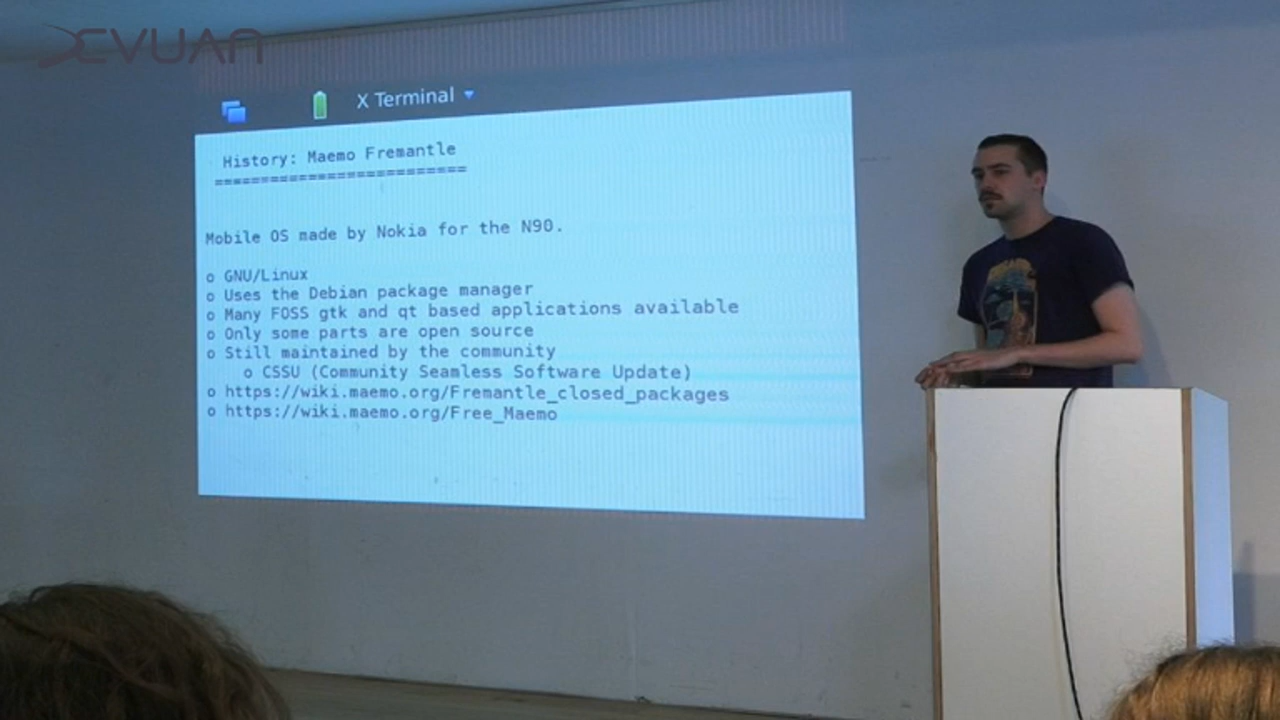 DEVUAN
X Terminal
History: Maemo Fremantle
===========================
Mobile OS made by Nokia for the N90.
o GNU/Linux
o Uses the Debian package manager
o Many FOSS gtk and qt based applications available
o Only some parts are open source
o Still maintained by the community
o CSSU (Community Seamless Software Update)
o https://wiki.maemo.org/Fremantle_closed_packages
o https://wiki.maemo.org/Free_Maemo